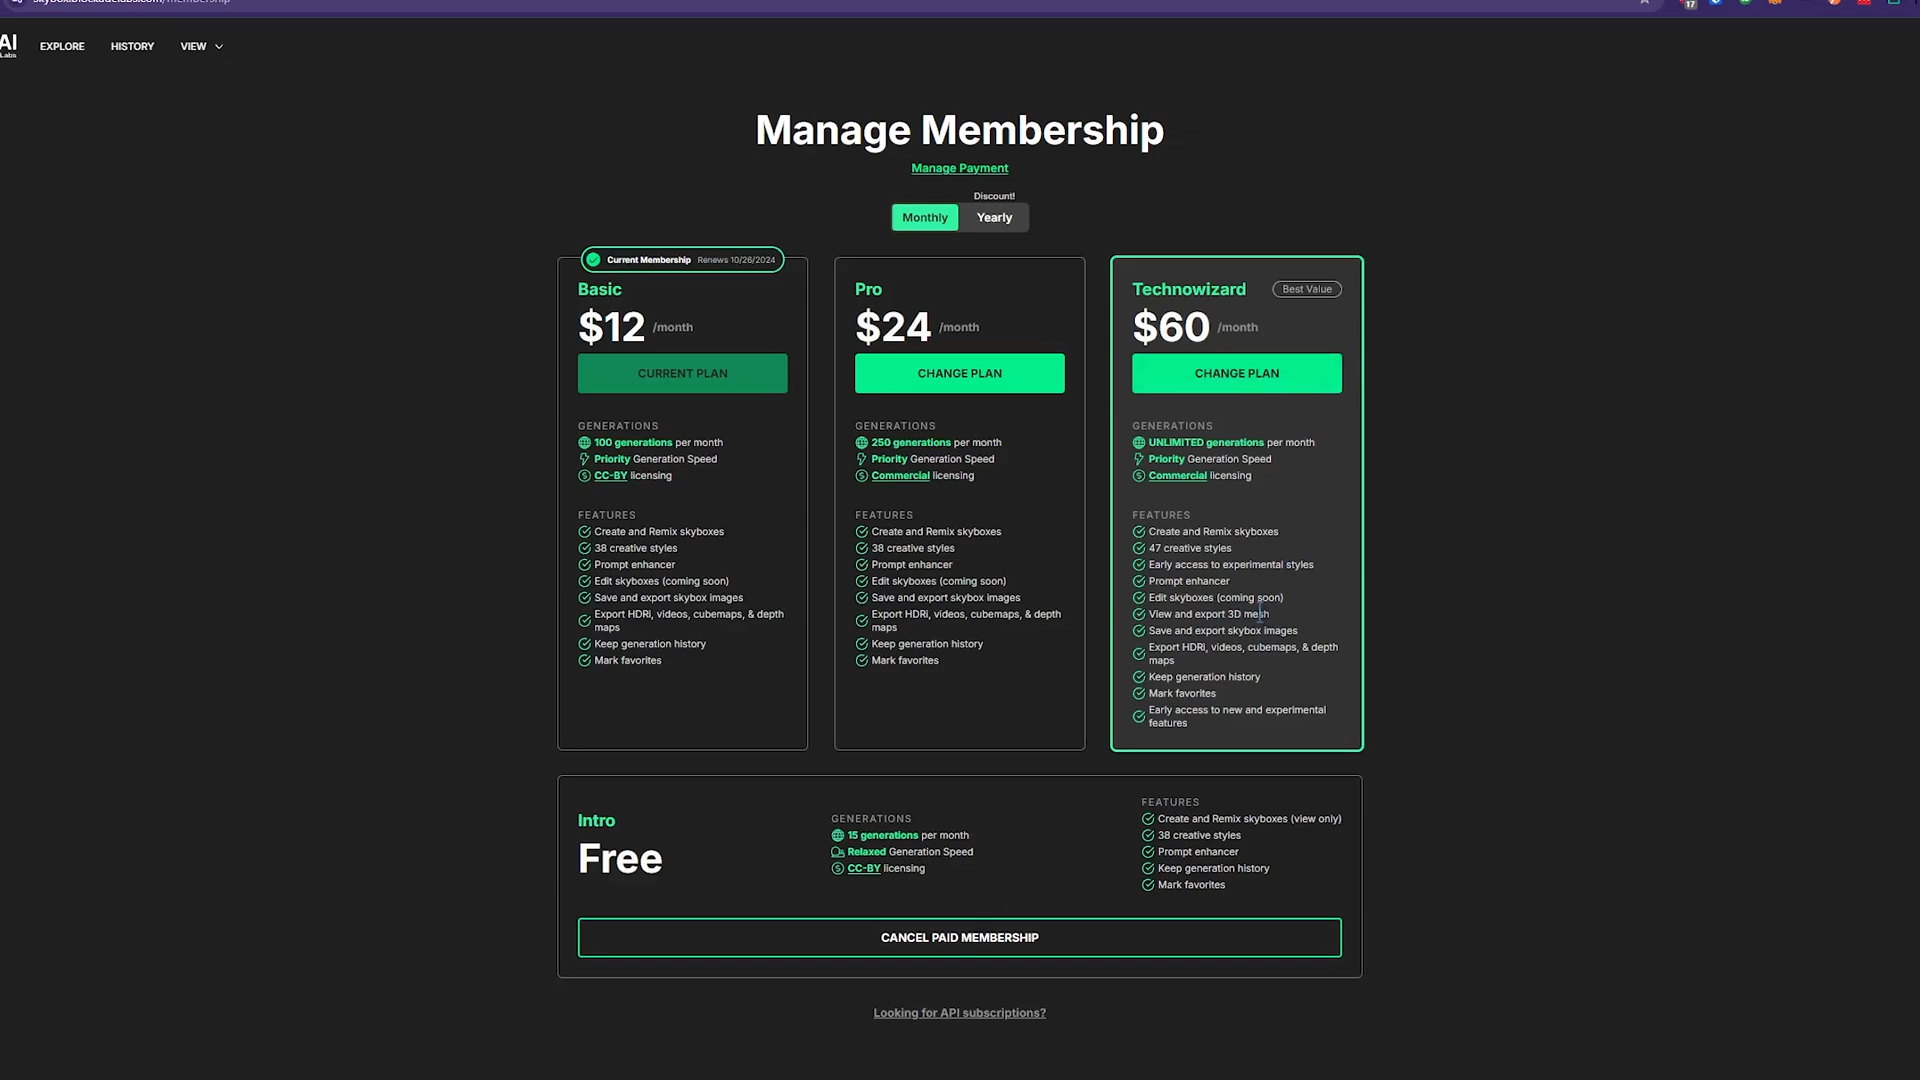 AI
Labs
EXPLORE
HISTORY
VIEW
17
Manage Membership
Manage Payment
Discount!
Monthly
Yearly
Current Membership Renews 10/26/2024
Basic
$12 /month
CURRENT PLAN
GENERATIONS
100 generations per month
Priority Generation Speed
CC-BY licensing
FEATURES
Create and Remix skyboxes
38 creative styles
Prompt enhancer
Edit skyboxes (coming soon)
Save and export skybox images
Export HDRi, videos, cubemaps, & depth
maps
Keep generation history
Mark favorites
Pro
$24 /month
CHANGE PLAN
GENERATIONS
250 generations per month
Priority Generation Speed
Commercial licensing
FEATURES
Create and Remix skyboxes
38 creative styles
Prompt enhancer
Edit skyboxes (coming soon)
Save and export skybox images
Export HDRi, videos, cubemaps, & depth
maps
Keep generation history
Mark favorites
Technowizard
Best Value
$60 /month
CHANGE PLAN
GENERATIONS
UNLIMITED generations per month
Priority Generation Speed
Commercial licensing
FEATURES
Create and Remix skyboxes
47 creative styles
Early access to experimental styles
Prompt enhancer
Edit skyboxes (coming soon)
View and export 3D mesh
Save and export skybox images
Export HDRi, videos, cubemaps, & depth
maps
Keep generation history
Mark favorites
Early access to new and experimental
features
Intro
Free
GENERATIONS
15 generations per month
Relaxed Generation Speed
CC-BY licensing
FEATURES
Create and Remix skyboxes (view only)
38 creative styles
Prompt enhancer
Keep generation history
Mark favorites
CANCEL PAID MEMBERSHIP
Looking for API subscriptions?